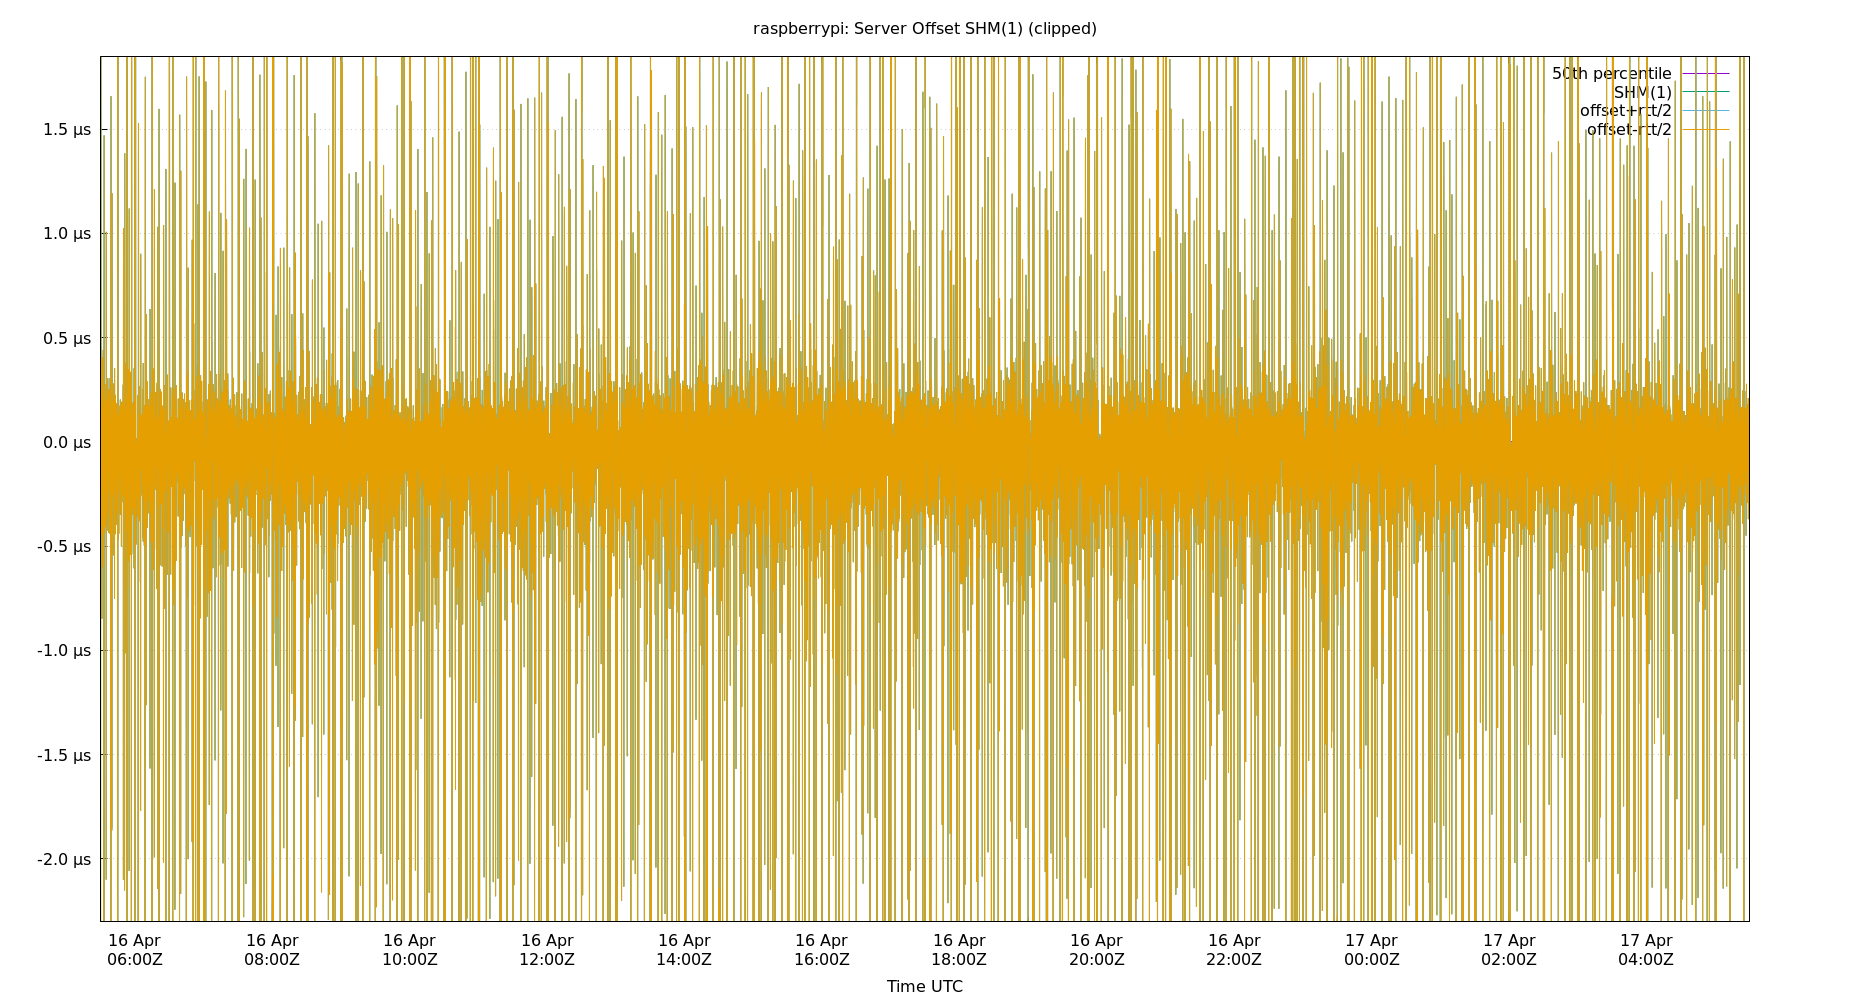 raspberrypi: Server Offset SHM(1) (clipped)
50th percentile
SHM(1)
offset+rtt/2
offset-rtt/2
1.5 µs
1.0 µs
0.5 µs
0.0 µs
-0.5 µs
-1.0 µs
-1.5 µs
-2.0 µs
16 Apr 16 Apr 16 Apr 16 Apr 16 Apr 16 Apr 16 Apr 16 Apr 16 Apr 17 Apr 17 Apr 17 Apr
06:00Z 08:00Z 10:00Z 12:00Z 14:00Z 16:00Z 18:00Z 20:00Z 22:00Z 00:00Z 02:00Z 04:00Z
Time UTC